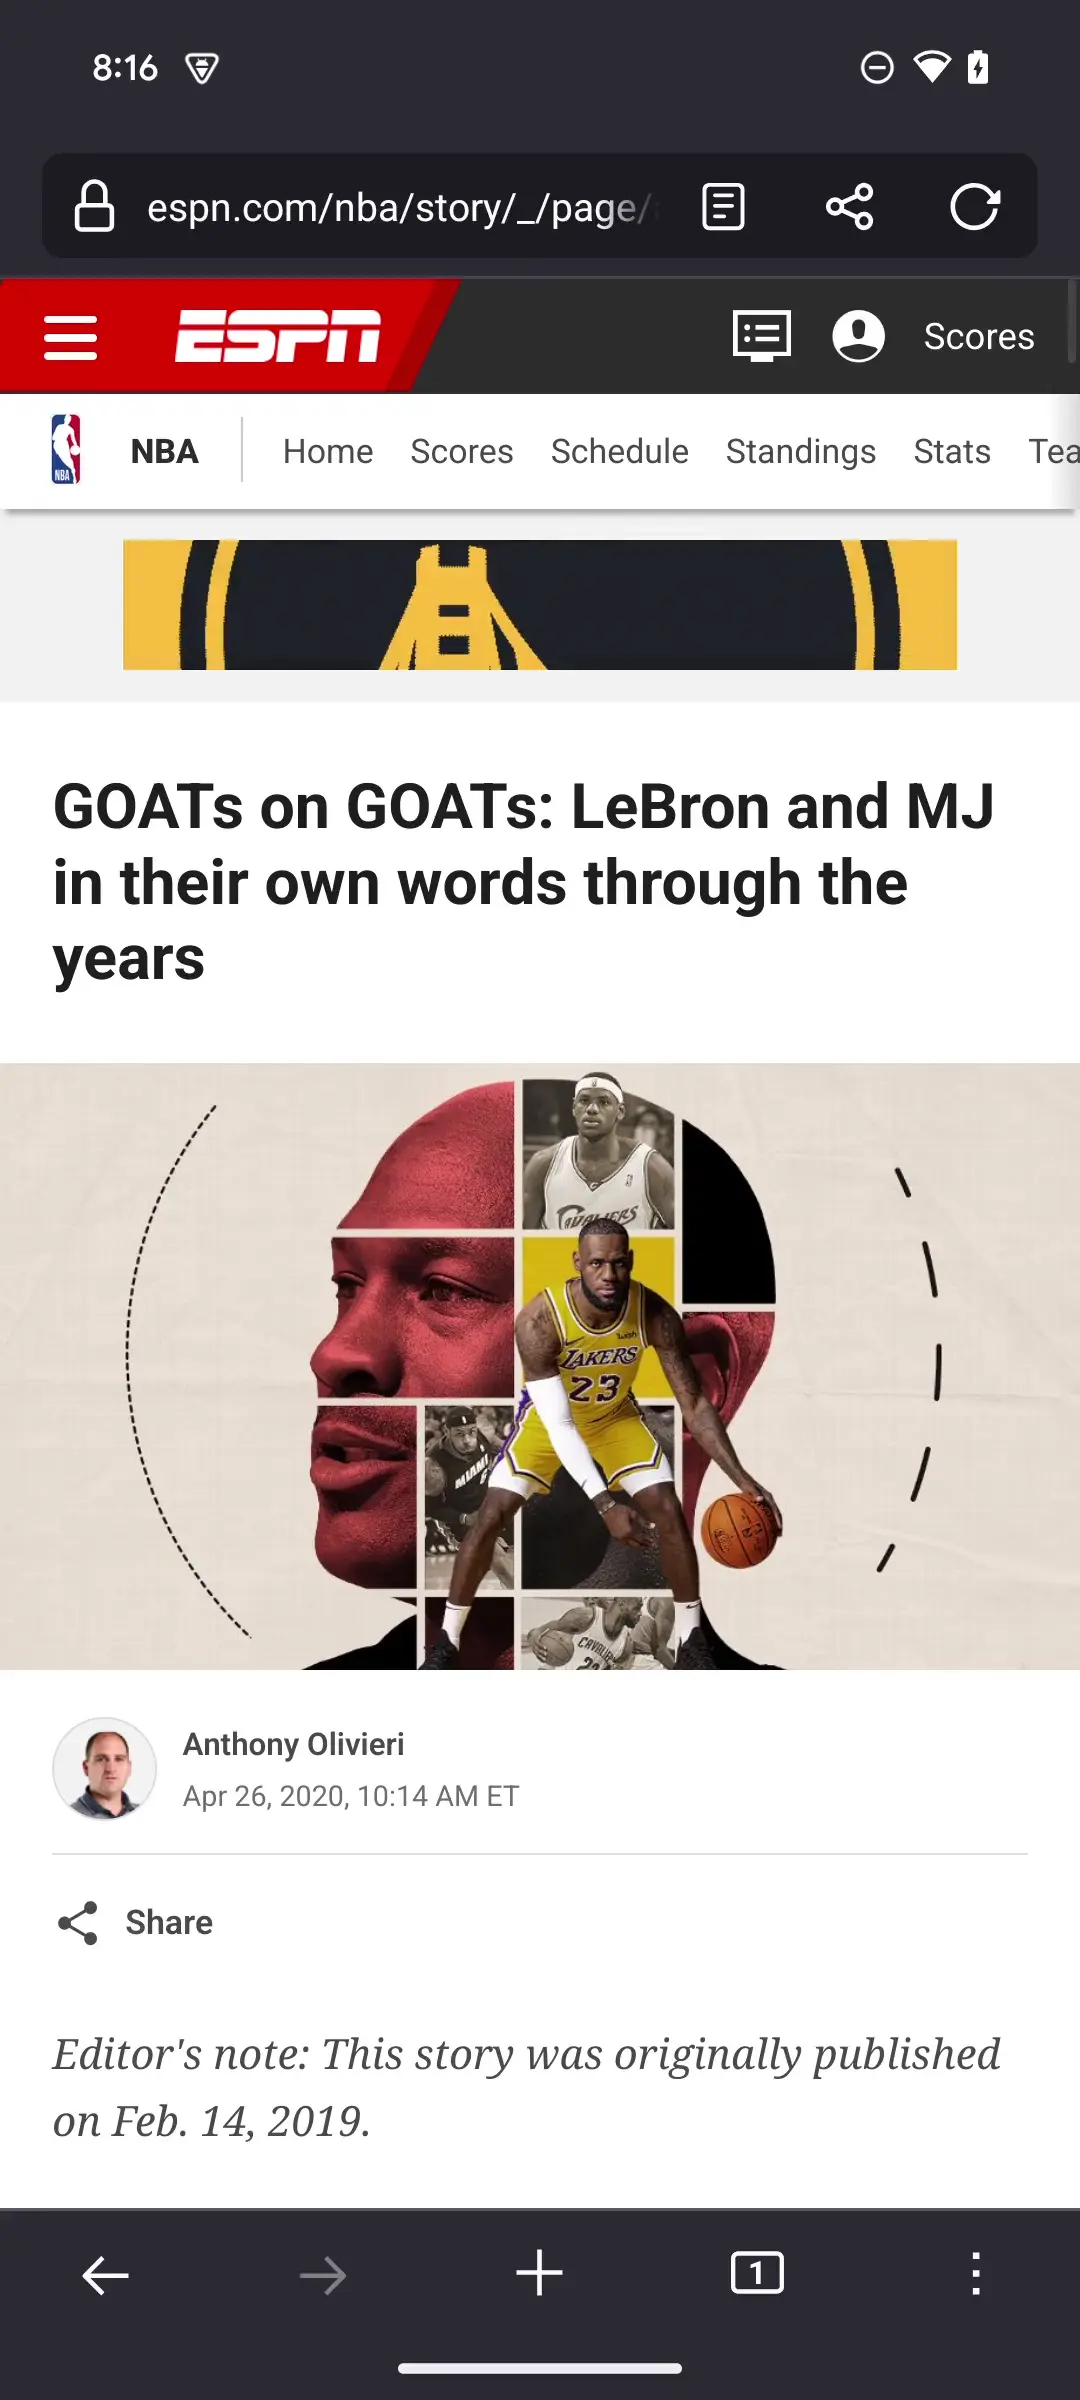 8:16
espn.com/nba/story/_/page/
ESPN
Scores
NBA
NBA Home Scores Schedule Standings Stats Tea
GOATs on GOATs: LeBron and MJ
in their own words through the
years
CAVALIERS
LAKERS
23
MIAMI
Anthony Olivieri
Apr 26, 2020, 10:14 AM ET
Share
Editor's note: This story was originally published
on Feb. 14, 2019.
1